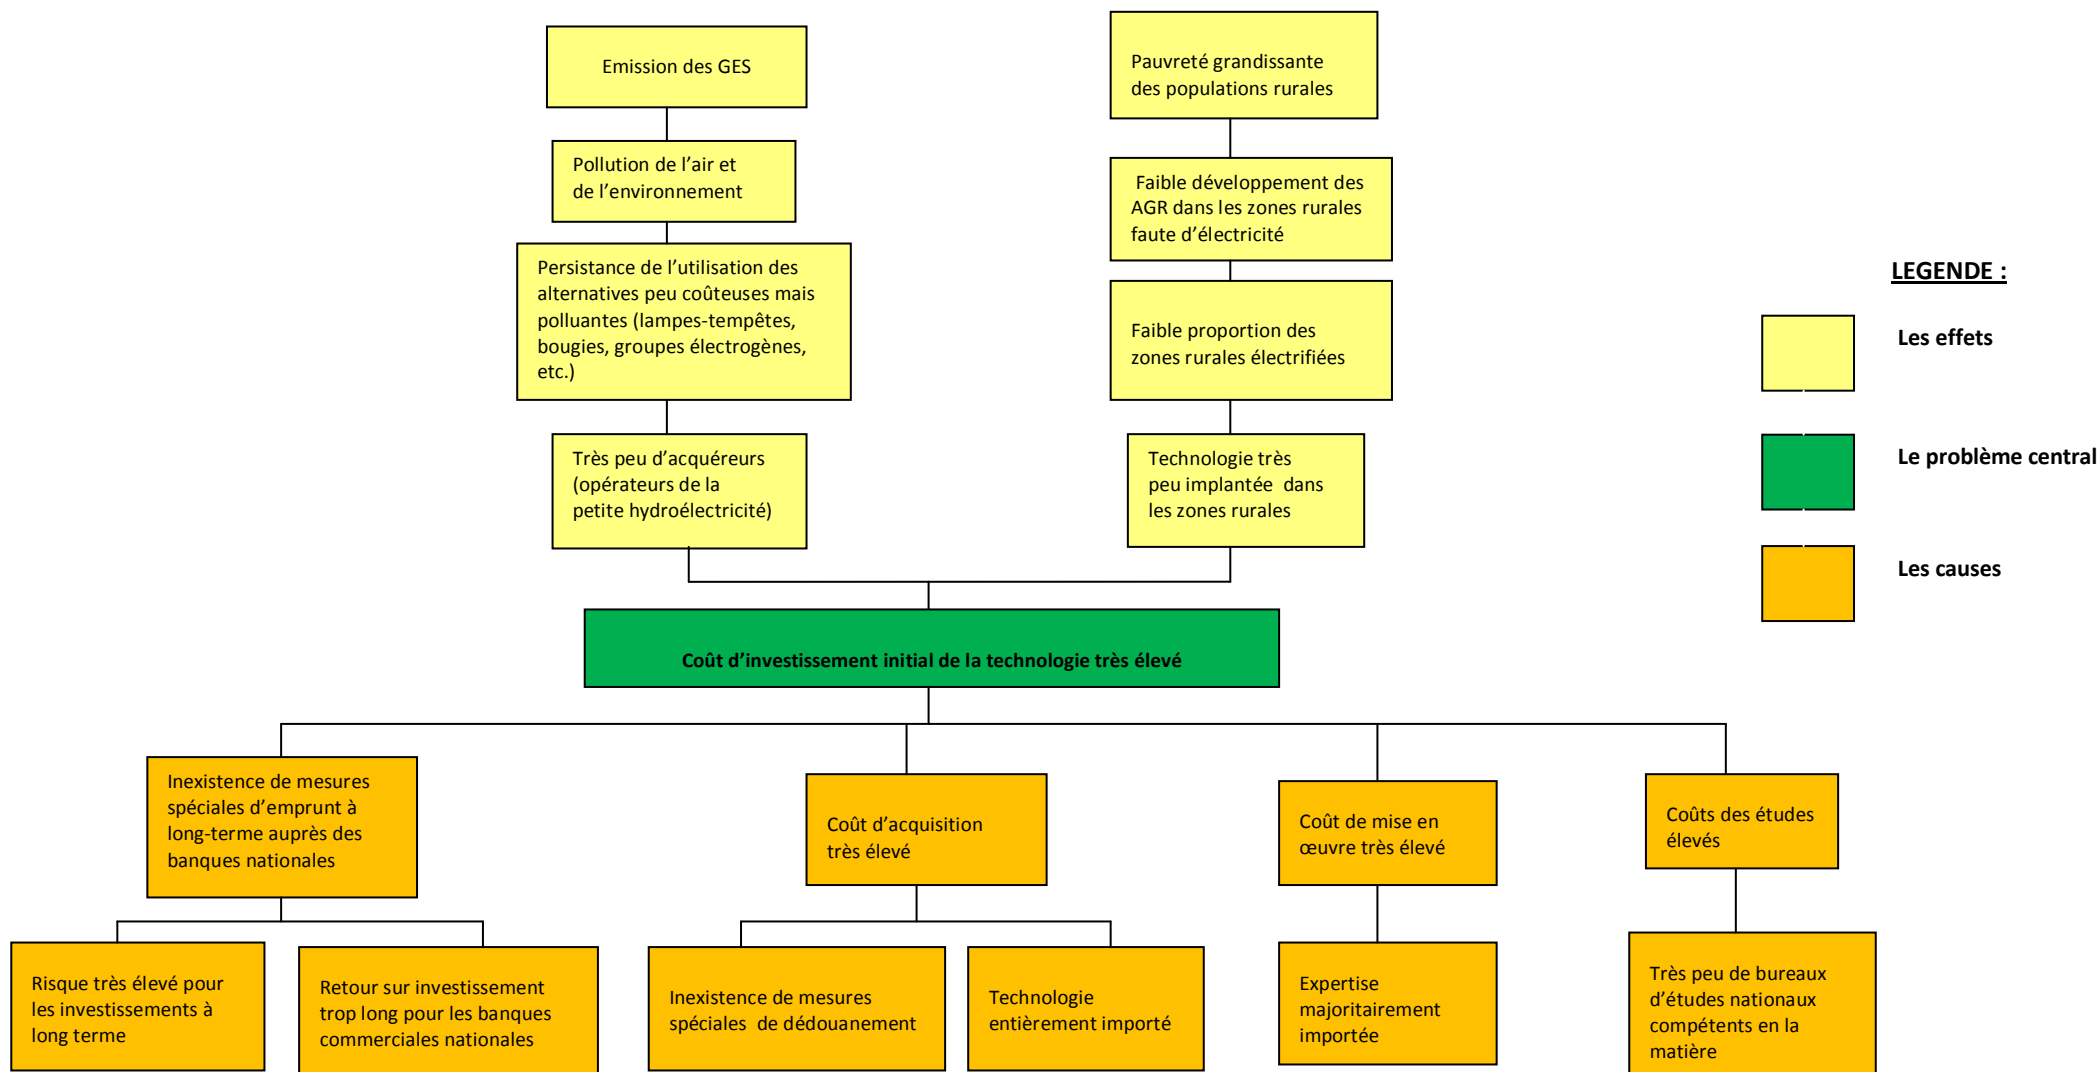 Emission des GES
Pollution de l’air et
de l’environnement
Persistance de l’utilisation des
alternatives peu coûteuses mais
polluantes (lampes-tempêtes,
bougies, groupes électrogènes,
etc.)
Très peu d’acquéreurs
(opérateurs de la
petite hydroélectricité)
Pauvreté grandissante
des populations rurales
Faible développement des
AGR dans les zones rurales
faute d’électricité
Faible proportion des
zones rurales électrifiées
Technologie très
peu implantée dans
les zones rurales
LEGENDE :
Les effets
Le problème central
Les causes
Coût d’investissement initial de la technologie très élevé
Inexistence de mesures
spéciales d’emprunt à
long-terme auprès des
banques nationales
Coût d’acquisition
très élevé
Coût de mise en
œuvre très élevé
Coûts des études
élevés
Risque très élevé pour
les investissements à
long terme
Retour sur investissement
trop long pour les banques
commerciales nationales
Inexistence de mesures
spéciales de dédouanement
Technologie
entièrement importé
Expertise
majoritairement
importée
Très peu de bureaux
d’études nationaux
compétents en la
matière